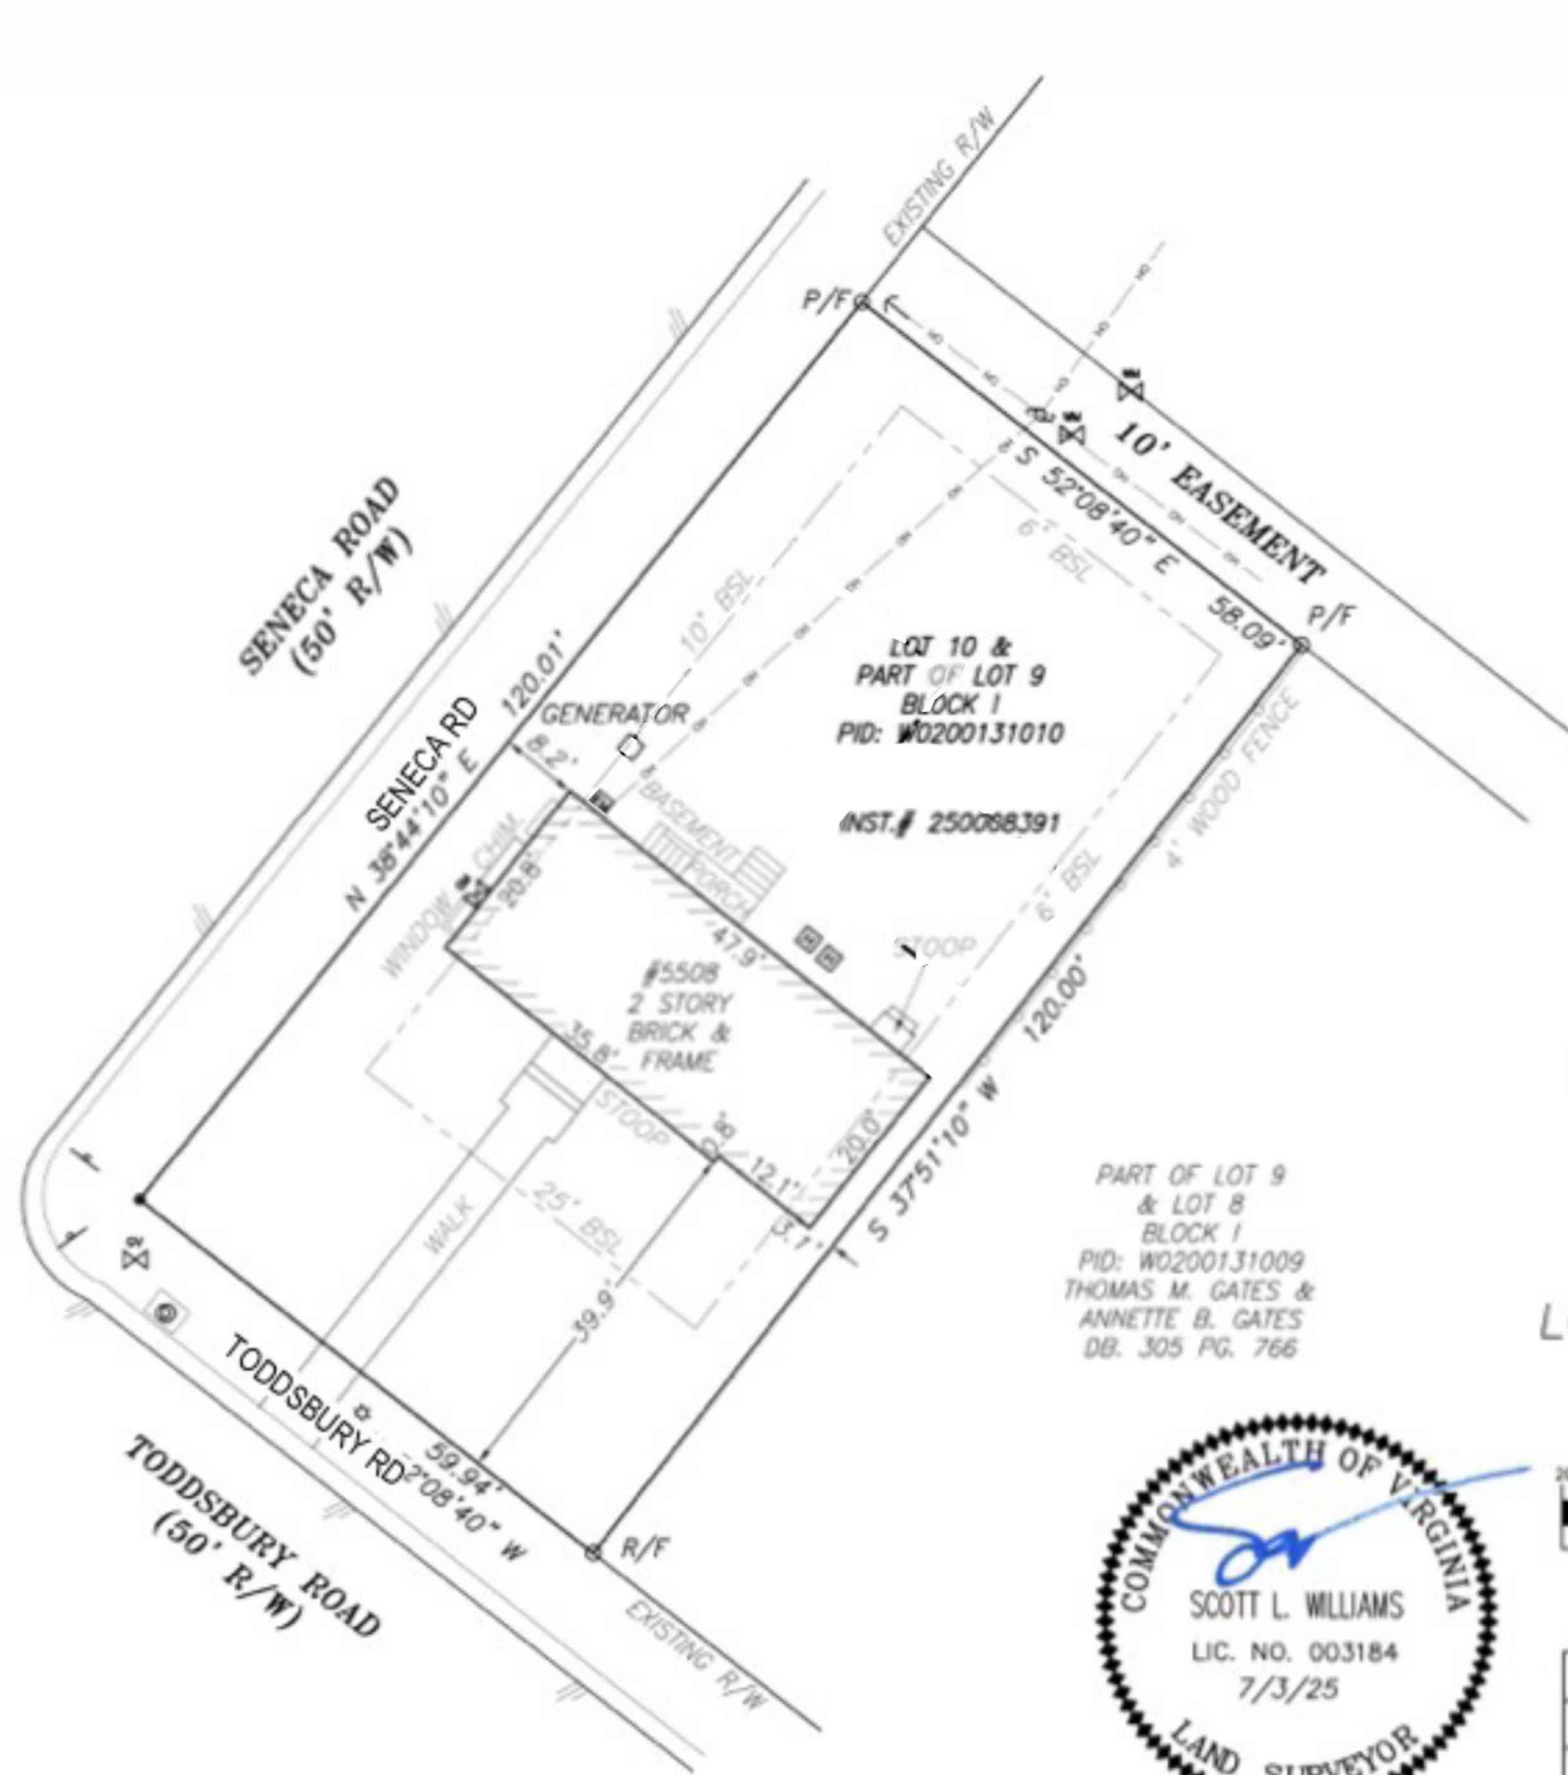 EXISTING R/W
P/F
10' EASEMENT
S 52°08'40" E
58.09'
P/F
6' BSL
10' BSL
SENECA ROAD
(50' R/W)
SENECA RD
120.01'
N 38°44'10" E
GENERATOR
8.2'
LOT 10 &
PART OF LOT 9
BLOCK I
PID: W0200131010
INST.# 250008391
4' WOOD FENCE
6' BSL
BASEMENT
PORCH
WINDOW
CHIM.
20.8'
47.9'
H H
STOOP
#5508
2 STORY
BRICK &
FRAME
35.8'
STOOP
12.1'
20.0'
3.1'
120.00'
S 37°51'10" W
25' BSL
WALK
39.9'
PART OF LOT 9
& LOT 8
BLOCK I
PID: W0200131009
THOMAS M. GATES &
ANNETTE B. GATES
DB. 305 PG. 766
TODDSBURY RD
59.94'
2°08'40" W
R/F
TODDSBURY ROAD
(50' R/W)
EXISTING R/W
COMMONWEALTH OF VIRGINIA
SCOTT L. WILLIAMS
LIC. NO. 003184
7/3/25
LAND SURVEYOR